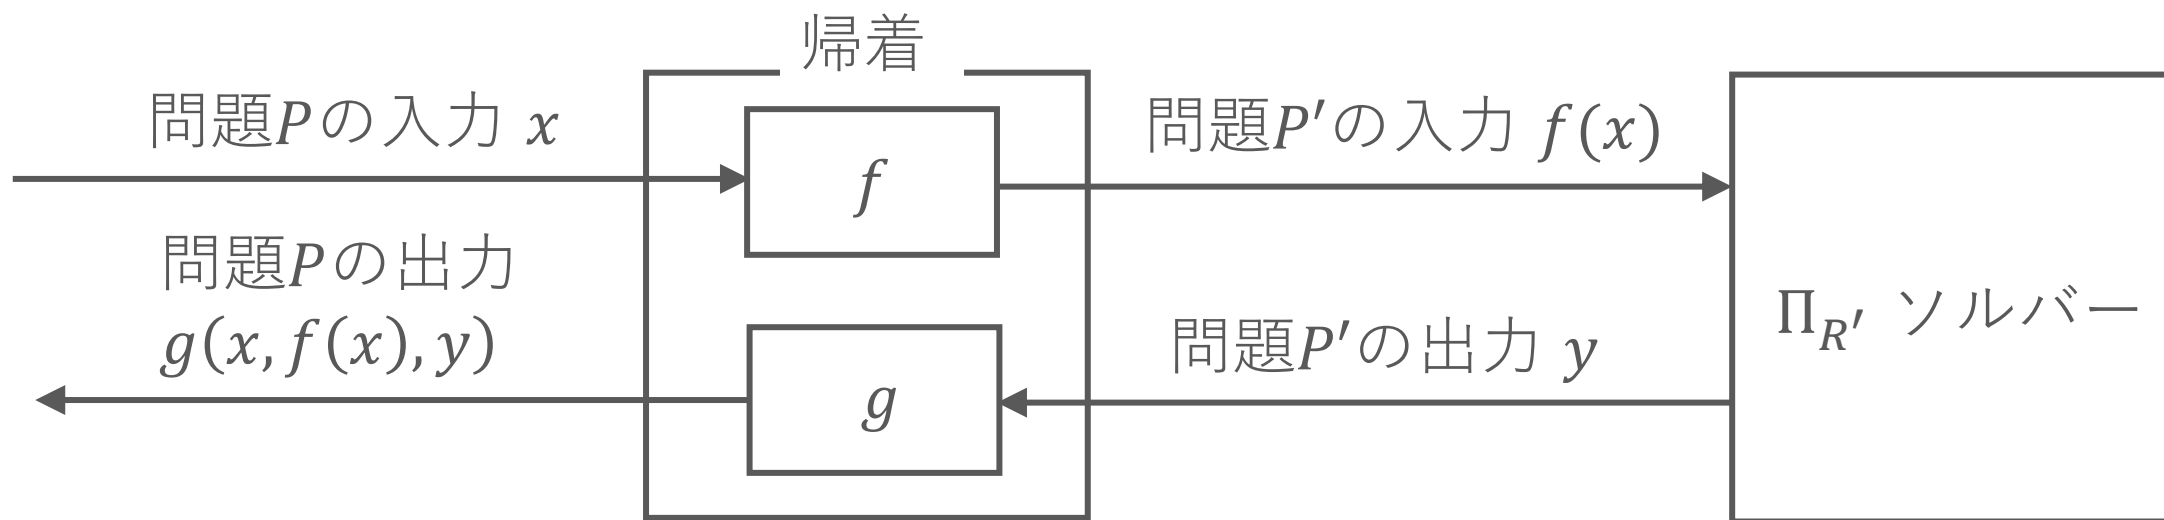 帰着
問題Pの入力 x
f
問題P′の入力 f(x)
問題Pの出力
g(x, f(x), y)
g
問題P′の出力 y
Π_R′ ソルバー